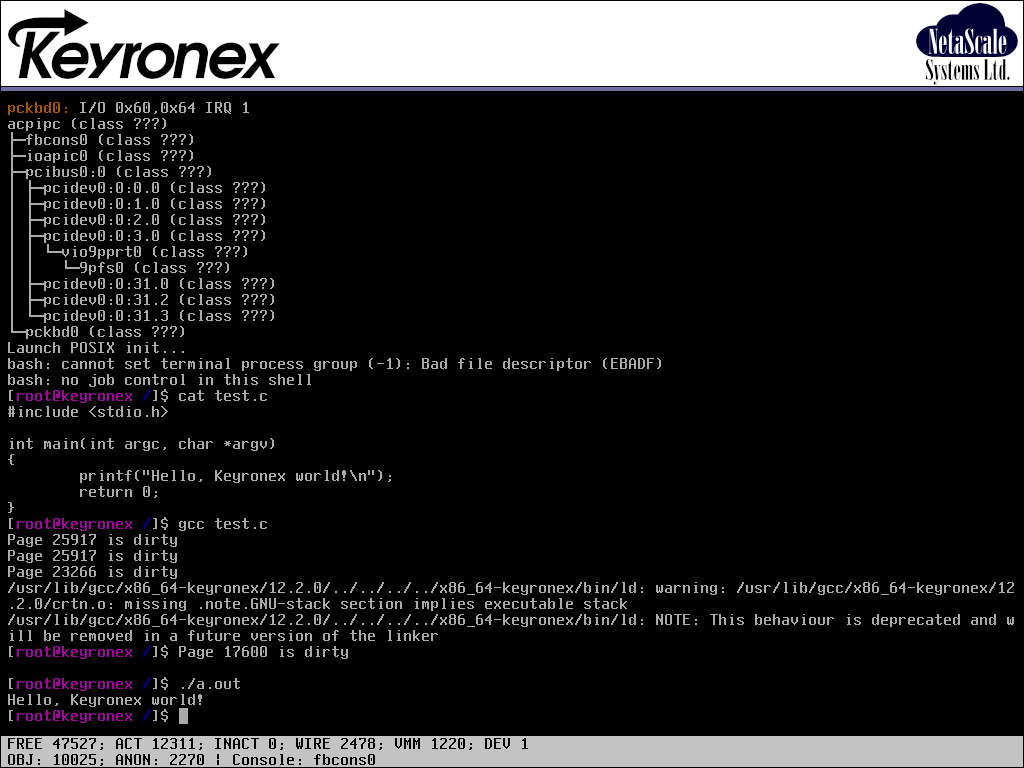 Keyronex
NetaScale
Systems Ltd.
pckbd0: I/O 0x60,0x64 IRQ 1
acpipc (class ???)
├─fbcons0 (class ???)
├─ioapic0 (class ???)
├─pcibus0:0 (class ???)
│ ├─pcidev0:0:0.0 (class ???)
│ ├─pcidev0:0:1.0 (class ???)
│ ├─pcidev0:0:2.0 (class ???)
│ ├─pcidev0:0:3.0 (class ???)
│ │ └─vio9pprt0 (class ???)
│ │   └─9pfs0 (class ???)
│ ├─pcidev0:0:31.0 (class ???)
│ ├─pcidev0:0:31.2 (class ???)
│ └─pcidev0:0:31.3 (class ???)
└─pckbd0 (class ???)
Launch POSIX init...
bash: cannot set terminal process group (-1): Bad file descriptor (EBADF)
bash: no job control in this shell
[root@keyronex /]$ cat test.c
#include <stdio.h>
int main(int argc, char *argv)
{
        printf("Hello, Keyronex world!\n");
        return 0;
}
[root@keyronex /]$ gcc test.c
Page 25917 is dirty
Page 25917 is dirty
Page 23266 is dirty
/usr/lib/gcc/x86_64-keyronex/12.2.0/../../../../x86_64-keyronex/bin/ld: warning: /usr/lib/gcc/x86_64-keyronex/12
.2.0/crtn.o: missing .note.GNU-stack section implies executable stack
/usr/lib/gcc/x86_64-keyronex/12.2.0/../../../../x86_64-keyronex/bin/ld: NOTE: This behaviour is deprecated and w
ill be removed in a future version of the linker
[root@keyronex /]$ Page 17600 is dirty
[root@keyronex /]$ ./a.out
Hello, Keyronex world!
[root@keyronex /]$
FREE 47527; ACT 12311; INACT 0; WIRE 2478; VMM 1220; DEV 1
OBJ: 10025; ANON: 2270 ¦ Console: fbcons0